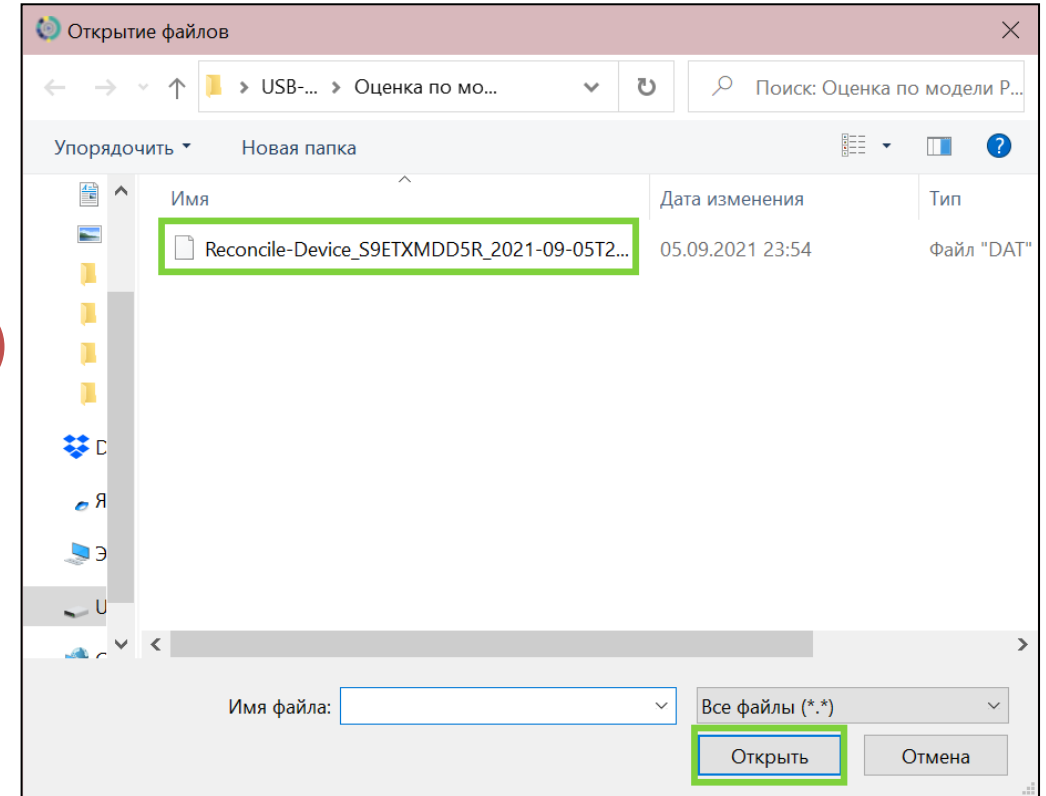 Открытие файлов
USB-... Оценка по мо... Поиск: Оценка по модели P...
Упорядочить Новая папка
Имя Дата изменения Тип
Reconcile-Device_S9ETXMDD5R_2021-09-05T2... 05.09.2021 23:54 Файл "DAT"
Я
Э
U
Имя файла: Все файлы (*.*)
Открыть Отмена